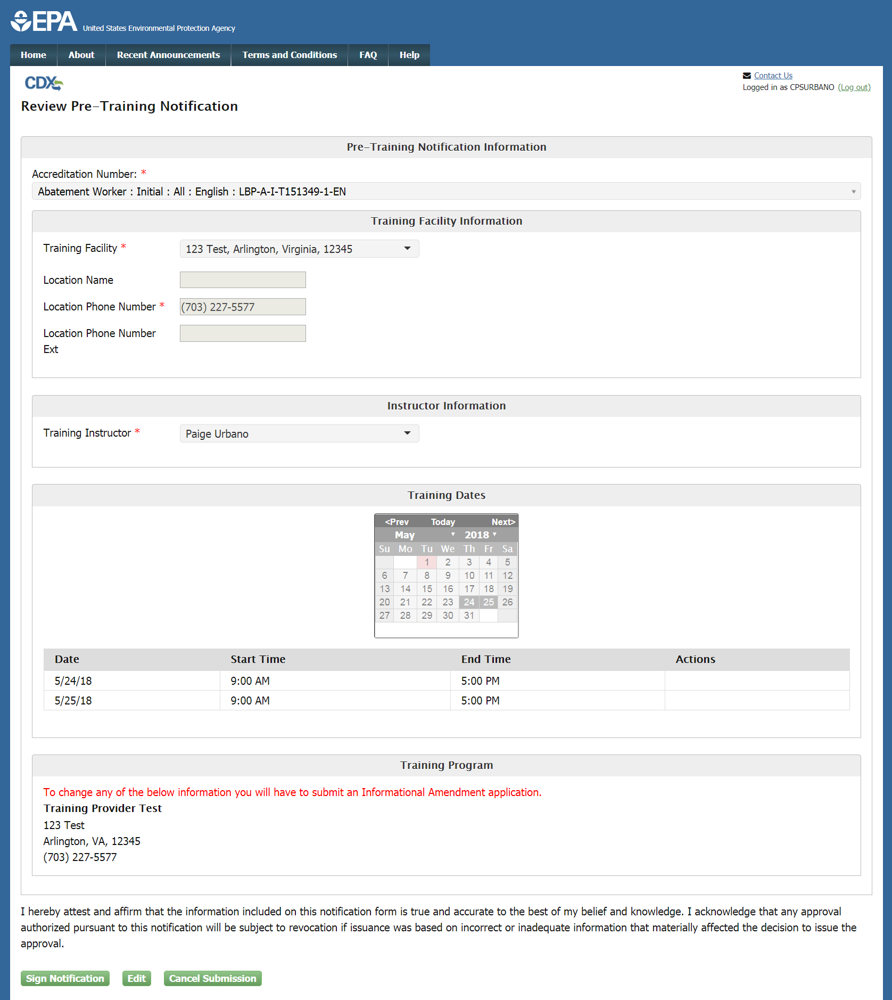 EPA United States Environmental Protection Agency
Home About Recent Announcements Terms and Conditions FAQ Help
CDX
Contact Us
Logged in as CPSURBANO (Log out)
Review Pre-Training Notification
Pre-Training Notification Information
Accreditation Number: *
Abatement Worker : Initial : All : English : LBP-A-I-T151349-1-EN
Training Facility Information
Training Facility * 123 Test, Arlington, Virginia, 12345
Location Name
Location Phone Number * (703) 227-5577
Location Phone Number
Ext
Instructor Information
Training Instructor * Paige Urbano
Training Dates
<Prev Today Next>
May 2018
Su Mo Tu We Th Fr Sa
1 2 3 4 5
6 7 8 9 10 11 12
13 14 15 16 17 18 19
20 21 22 23 24 25 26
27 28 29 30 31
Date Start Time End Time Actions
5/24/18 9:00 AM 5:00 PM
5/25/18 9:00 AM 5:00 PM
Training Program
To change any of the below information you will have to submit an Informational Amendment application.
Training Provider Test
123 Test
Arlington, VA, 12345
(703) 227-5577
I hereby attest and affirm that the information included on this notification form is true and accurate to the best of my belief and knowledge. I acknowledge that any approval
authorized pursuant to this notification will be subject to revocation if issuance was based on incorrect or inadequate information that materially affected the decision to issue the
approval.
Sign Notification Edit Cancel Submission